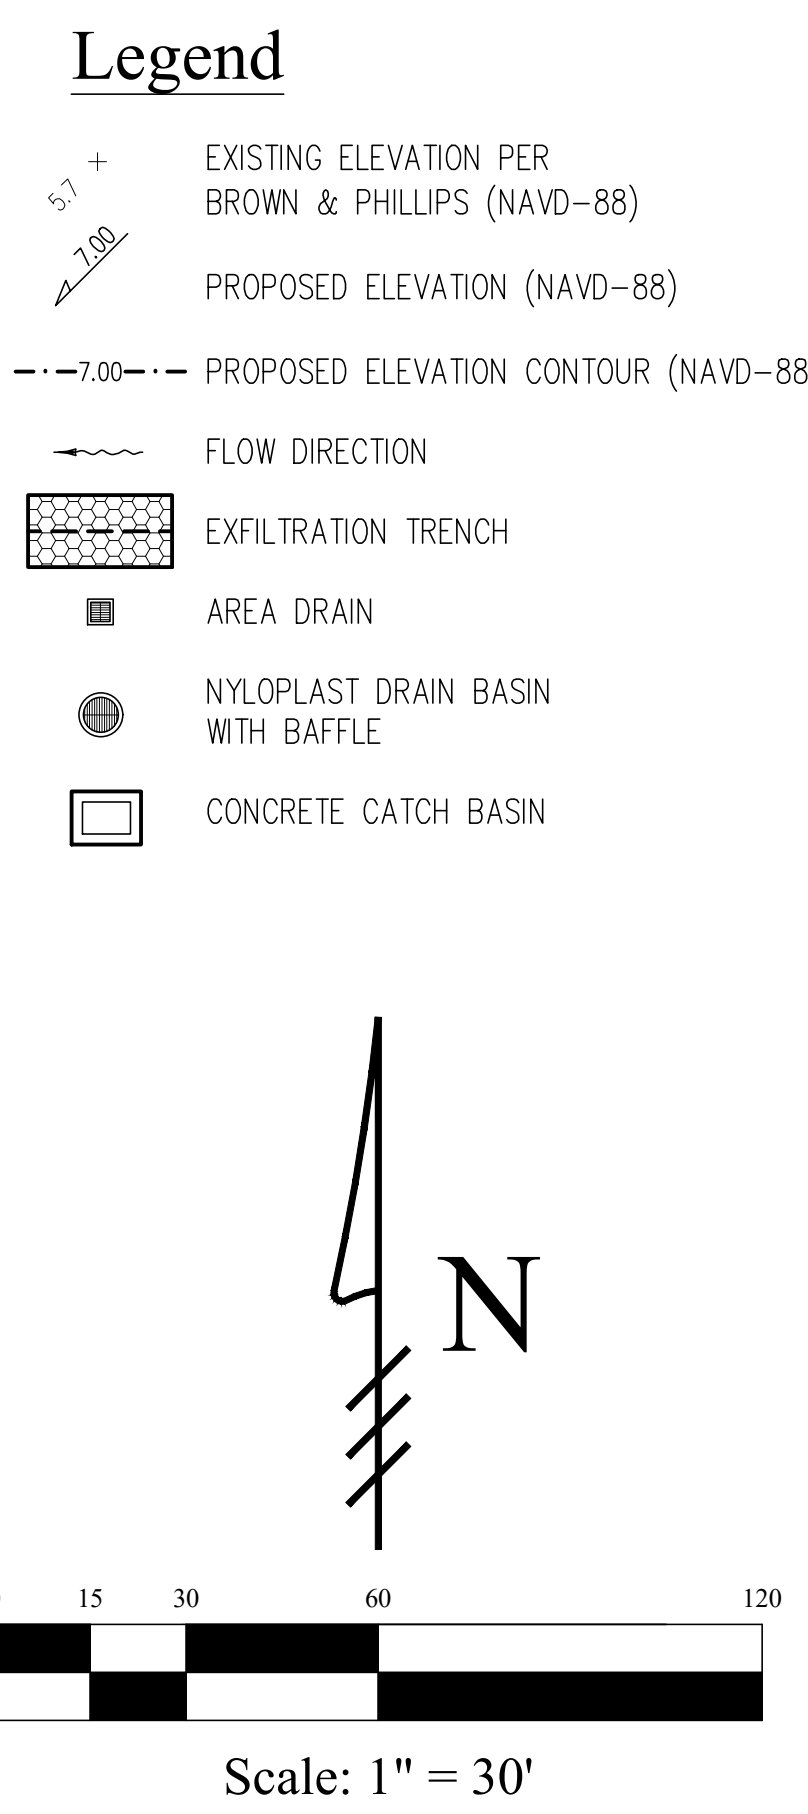 Legend
5.7
EXISTING ELEVATION PER
BROWN & PHILLIPS (NAVD-88)
7.00
PROPOSED ELEVATION (NAVD-88)
7.00 PROPOSED ELEVATION CONTOUR (NAVD-88
FLOW DIRECTION
EXFILTRATION TRENCH
AREA DRAIN
NYLOPLAST DRAIN BASIN
WITH BAFFLE
CONCRETE CATCH BASIN
N
15 30 60 120
Scale: 1" = 30'